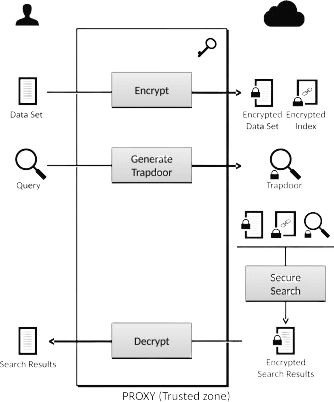 Encrypt
Data Set
Encrypted Encrypted
Data Set Index
Generate
Trapdoor
Query
Trapdoor
Secure
Search
Decrypt
Search Results
Encrypted
Search Results
PROXY (Trusted zone)